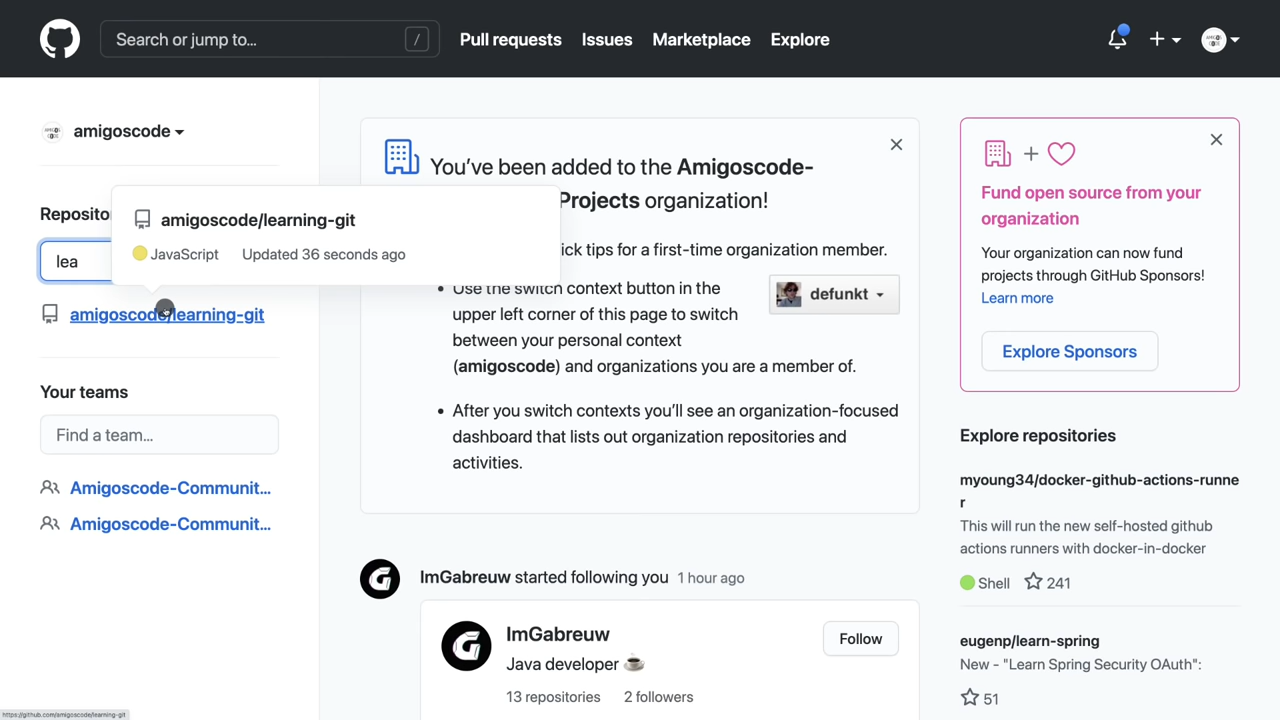 Search or jump to...
/
Pull requests
Issues
Marketplace
Explore
amigoscode
Reposito
lea
amigoscode/learning-git
JavaScript
Updated 36 seconds ago
amigoscode/learning-git
Your teams
Find a team...
Amigoscode-Communit...
Amigoscode-Communit...
You've been added to the Amigoscode-
Projects organization!
ick tips for a first-time organization member.
• Use the switch context button in the
upper left corner of this page to switch
between your personal context
(amigoscode) and organizations you are a member of.
defunkt
• After you switch contexts you'll see an organization-focused
dashboard that lists out organization repositories and
activities.
ImGabreuw started following you 1 hour ago
ImGabreuw
Java developer ☕
13 repositories 2 followers
Follow
Fund open source from your
organization
Your organization can now fund
projects through GitHub Sponsors!
Learn more
Explore Sponsors
Explore repositories
myoung34/docker-github-actions-runne
r
This will run the new self-hosted github
actions runners with docker-in-docker
Shell 241
eugenp/learn-spring
New - "Learn Spring Security OAuth":
51
https://github.com/amigoscode/learning-git